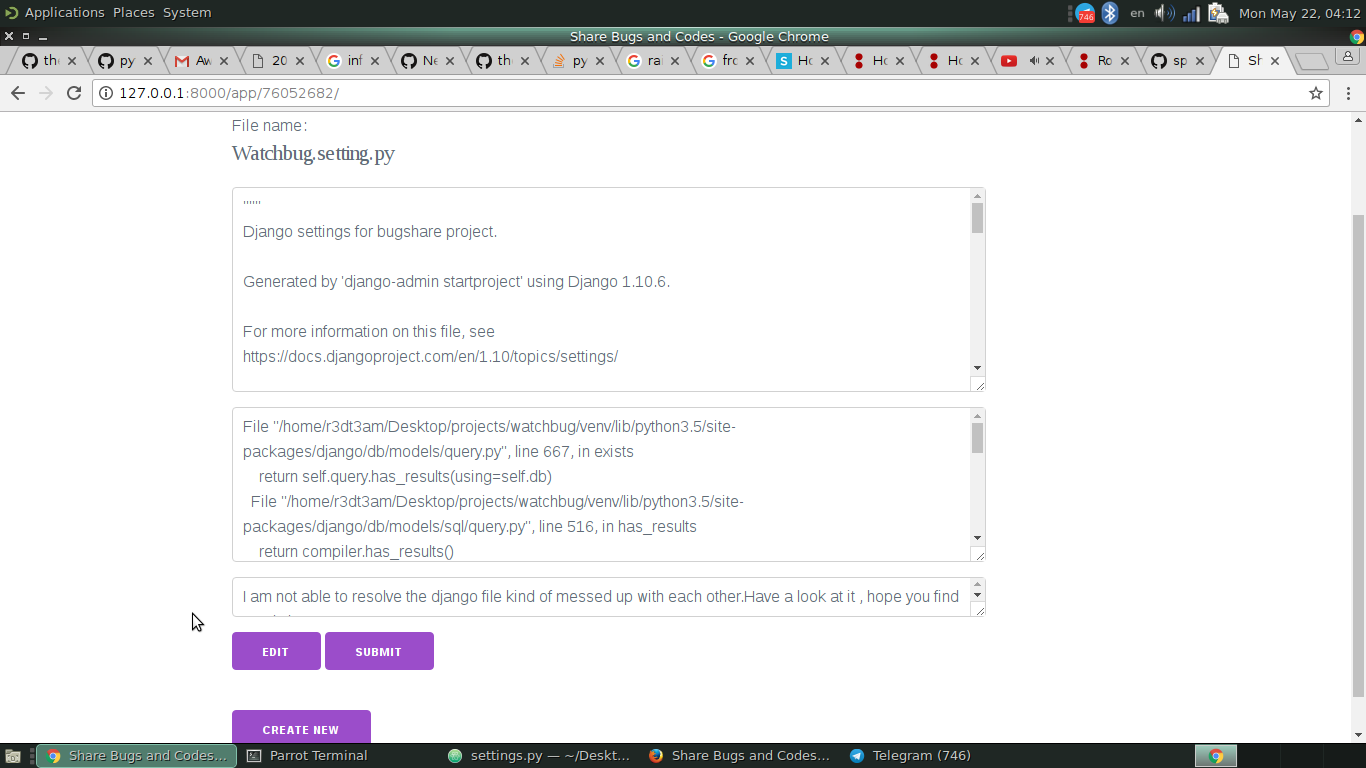 Applications Places System
746
en
Mon May 22, 04:12
Share Bugs and Codes - Google Chrome
the
py
Aw
20
inf
Ne
the
py
ra
fro
S Ho
Ho
Ho
Ro
sp
Sh
127.0.0.1:8000/app/76052682/
File name:
Watchbug.setting.py
"""
Django settings for bugshare project.
Generated by 'django-admin startproject' using Django 1.10.6.
For more information on this file, see
https://docs.djangoproject.com/en/1.10/topics/settings/
File "/home/r3dt3am/Desktop/projects/watchbug/venv/lib/python3.5/site-
packages/django/db/models/query.py", line 667, in exists
return self.query.has_results(using=self.db)
File "/home/r3dt3am/Desktop/projects/watchbug/venv/lib/python3.5/site-
packages/django/db/models/sql/query.py", line 516, in has_results
return compiler.has_results()
I am not able to resolve the django file kind of messed up with each other.Have a look at it , hope you find
EDIT SUBMIT
CREATE NEW
Share Bugs and Codes... Parrot Terminal settings.py — ~/Deskt... Share Bugs and Codes... Telegram (746)